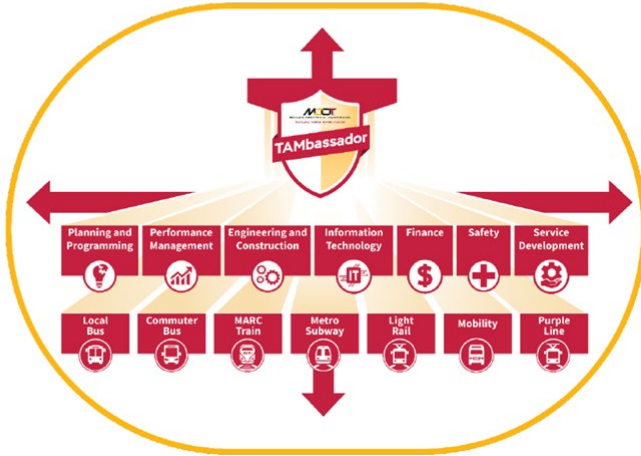 MDOT
TAMbassador
Planning and
Programming
Performance
Management
Engineering and
Construction
Information
Technology
Finance
Safety
Service
Development
IT
$
Local
Bus
Commuter
Bus
MARC
Train
Metro
Subway
Light
Rail
Mobility
Purple
Line